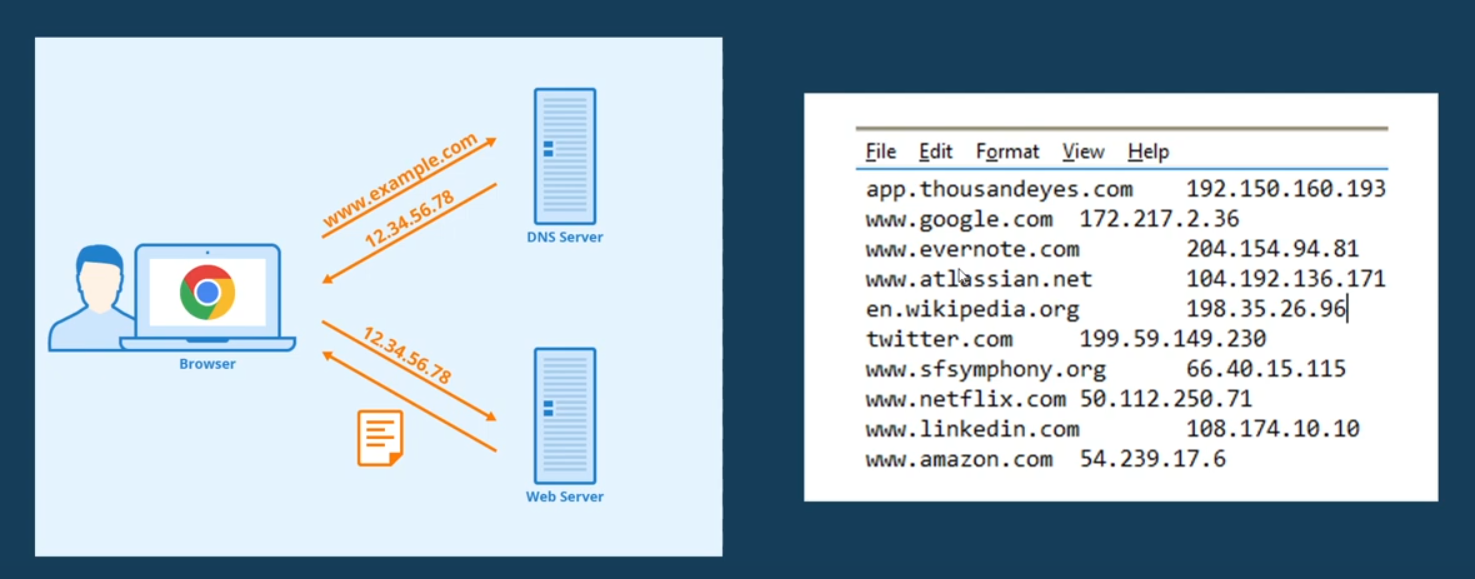 www.example.com
12.34.56.78
DNS Server
Browser
12.34.56.78
Web Server
File Edit Format View Help
app.thousandeyes.com 192.150.160.193
www.google.com 172.217.2.36
www.evernote.com 204.154.94.81
www.atlassian.net 104.192.136.171
en.wikipedia.org 198.35.26.96
twitter.com 199.59.149.230
www.sfsymphony.org 66.40.15.115
www.netflix.com 50.112.250.71
www.linkedin.com 108.174.10.10
www.amazon.com 54.239.17.6